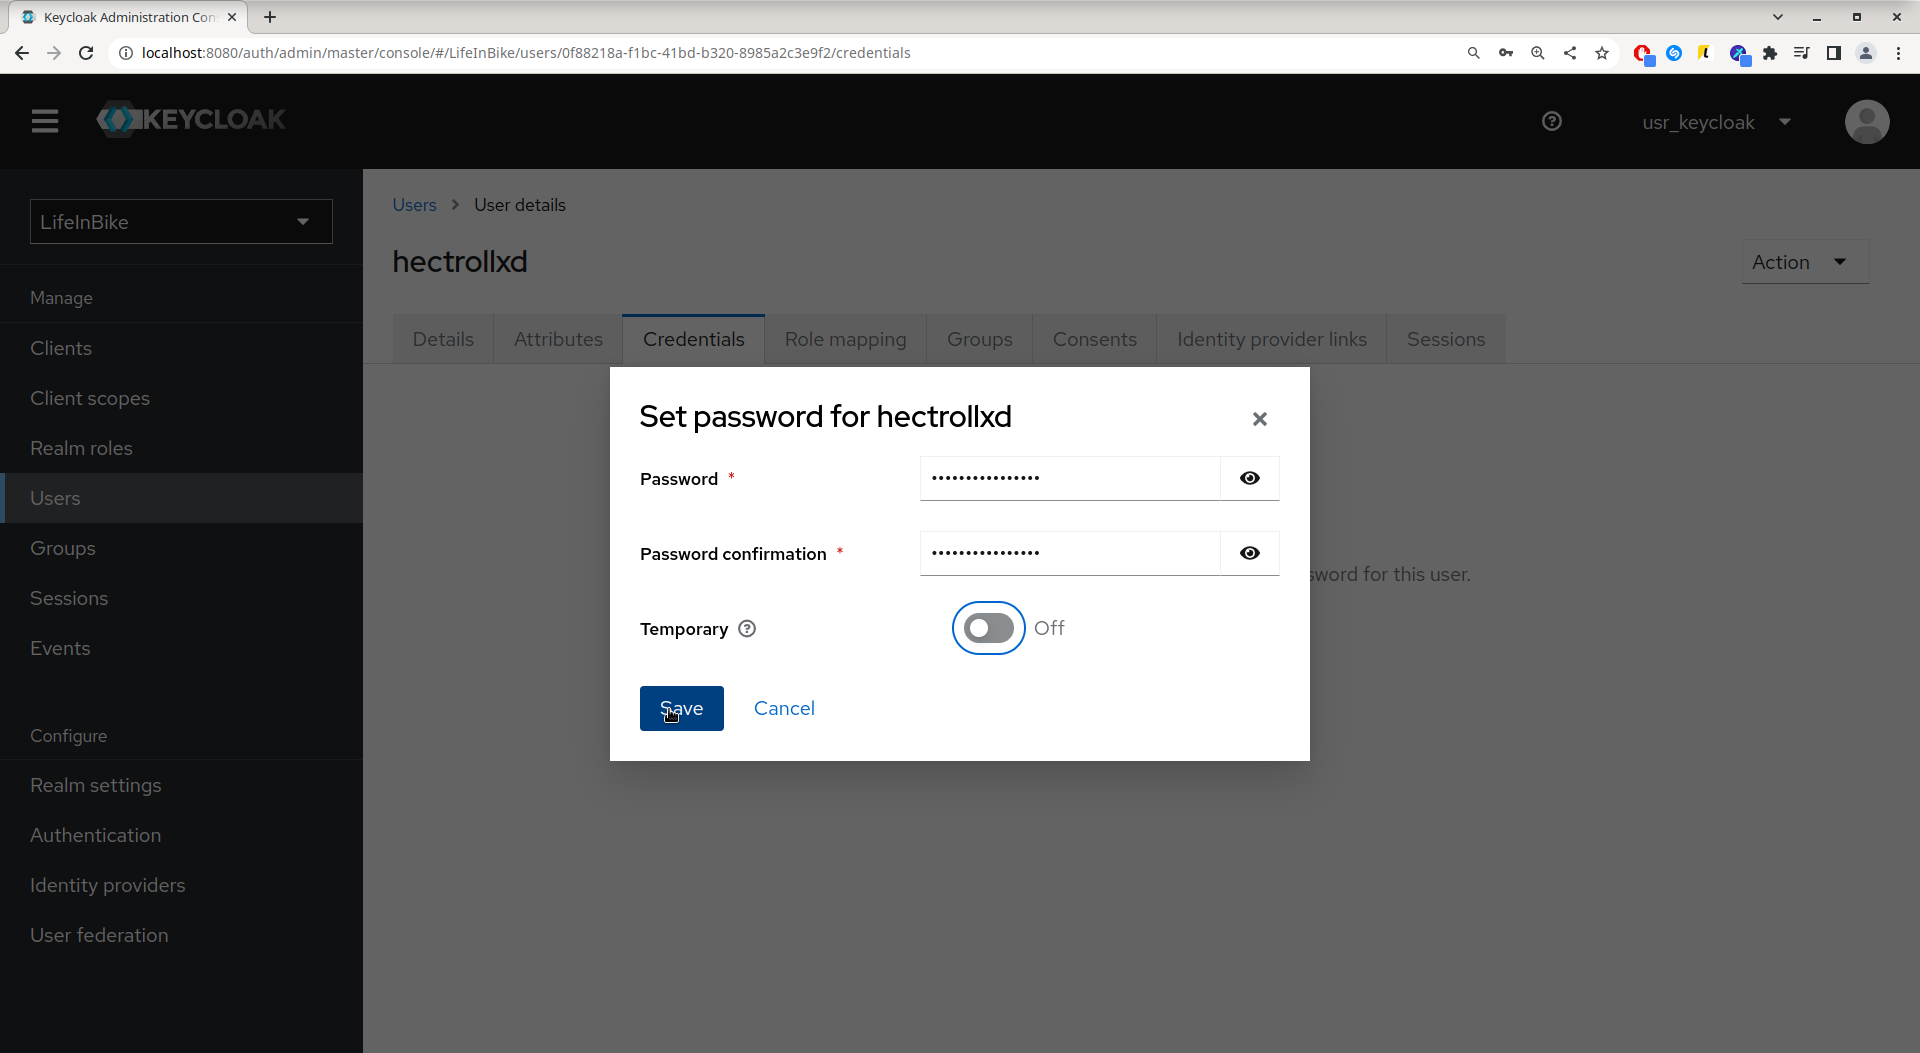 Keycloak Administration Con
localhost:8080/auth/admin/master/console/#/LifeInBike/users/0f88218a-f1bc-41bd-b320-8985a2c3e9f2/credentials
KEYCLOAK
usr_keycloak
LifeInBike
Manage
Clients
Client scopes
Realm roles
Users
Groups
Sessions
Events
Configure
Realm settings
Authentication
Identity providers
User federation
Users > User details
hectrollxd
Action
Details Attributes Credentials Role mapping Groups Consents Identity provider links Sessions
Set password for hectrollxd
Password *
••••••••••••••••
Password confirmation *
••••••••••••••••
Temporary
Off
Save Cancel
sword for this user.